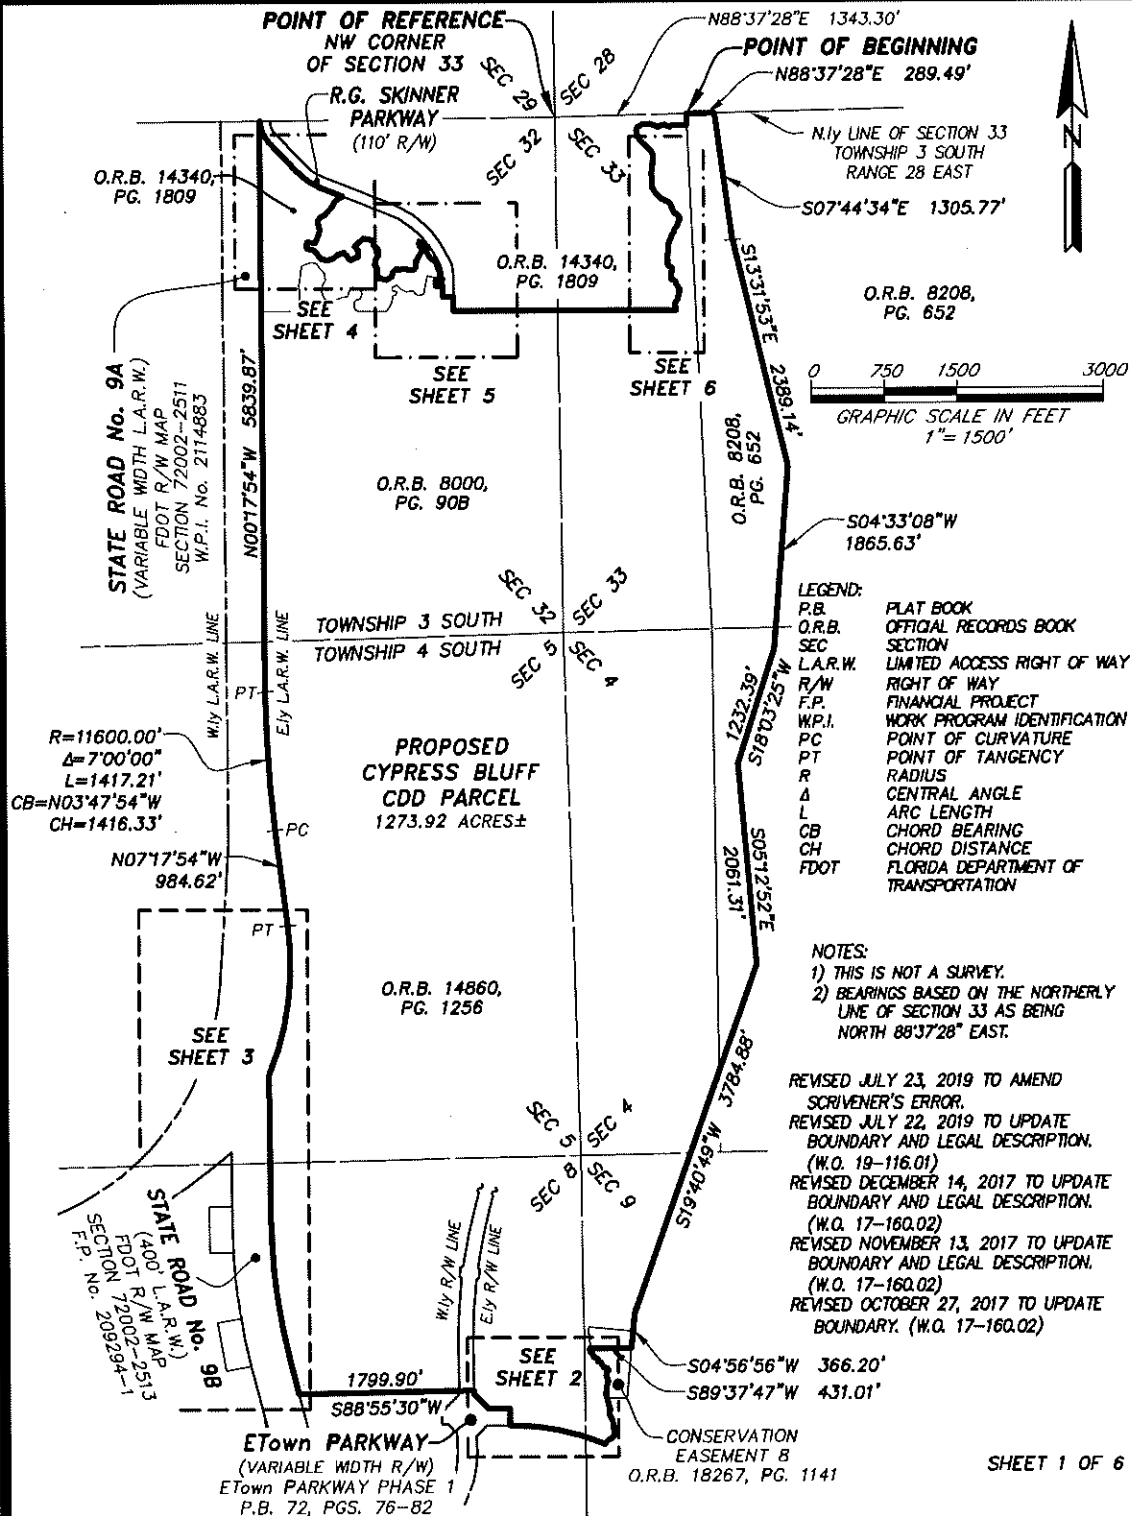 POINT OF REFERENCE
NW CORNER
OF SECTION 33
N88°37'28"E 1343.30'
POINT OF BEGINNING
N88°37'28"E 289.49'
SEC 29
SEC 28
SEC 32
SEC 33
R.G. SKINNER
PARKWAY
(110' R/W)
N
N.ly LINE OF SECTION 33
TOWNSHIP 3 SOUTH
RANGE 28 EAST
O.R.B. 14340,
PG. 1809
S07°44'34"E 1305.77'
O.R.B. 14340,
PG. 1809
S13°31'53"E 2389.14'
O.R.B. 8208,
PG. 652
SEE
SHEET 4
SEE
SHEET 5
SEE
SHEET 6
0 750 1500 3000
GRAPHIC SCALE IN FEET
1"= 1500'
STATE ROAD No. 9A
(VARIABLE WIDTH L.A.R.W.)
FDOT R/W MAP
SECTION 72002-2511
W.P.I. No. 2114883
N00°17'54"W 5839.87'
O.R.B. 8000,
PG. 90B
O.R.B. 8208,
PG. 652
S04°33'08"W
1865.63'
LEGEND:
P.B. PLAT BOOK
O.R.B. OFFICIAL RECORDS BOOK
SEC SECTION
L.A.R.W. LIMITED ACCESS RIGHT OF WAY
R/W RIGHT OF WAY
F.P. FINANCIAL PROJECT
W.P.I. WORK PROGRAM IDENTIFICATION
PC POINT OF CURVATURE
PT POINT OF TANGENCY
R RADIUS
Δ CENTRAL ANGLE
L ARC LENGTH
CB CHORD BEARING
CH CHORD DISTANCE
FDOT FLORIDA DEPARTMENT OF
TRANSPORTATION
SEC 32
SEC 33
TOWNSHIP 3 SOUTH
TOWNSHIP 4 SOUTH
SEC 5
SEC 4
W.ly L.A.R.W. LINE
E.ly L.A.R.W. LINE
PT
1232.39'
S18°03'25"W
R=11600.00'
Δ=7°00'00"
L=1417.21'
CB=N03°47'54"W
CH=1416.33'
PROPOSED
CYPRESS BLUFF
CDD PARCEL
1273.92 ACRES±
PC
N07°17'54"W
984.62'
S05°12'52"E
2061.31'
PT
O.R.B. 14860,
PG. 1256
NOTES:
1) THIS IS NOT A SURVEY.
2) BEARINGS BASED ON THE NORTHERLY
LINE OF SECTION 33 AS BEING
NORTH 88°37'28" EAST.
SEE
SHEET 3
3784.88'
S19°40'49"W
REVISED JULY 23, 2019 TO AMEND
SCRIVENER'S ERROR.
REVISED JULY 22, 2019 TO UPDATE
BOUNDARY AND LEGAL DESCRIPTION.
(W.O. 19-116.01)
REVISED DECEMBER 14, 2017 TO UPDATE
BOUNDARY AND LEGAL DESCRIPTION.
(W.O. 17-160.02)
REVISED NOVEMBER 13, 2017 TO UPDATE
BOUNDARY AND LEGAL DESCRIPTION.
(W.O. 17-160.02)
REVISED OCTOBER 27, 2017 TO UPDATE
BOUNDARY. (W.O. 17-160.02)
SEC 5
SEC 4
SEC 8
SEC 9
STATE ROAD No. 9B
(400' L.A.R.W.)
FDOT R/W MAP
SECTION 72002-2513
F.P. No. 209294-1
W.ly R/W LINE
E.ly R/W LINE
SEE
SHEET 2
S04°56'56"W 366.20'
S89°37'47"W 431.01'
1799.90'
S88°55'30"W
CONSERVATION
EASEMENT 8
O.R.B. 18267, PG. 1141
ETown PARKWAY
(VARIABLE WIDTH R/W)
ETown PARKWAY PHASE 1
P.B. 72, PGS. 76-82
SHEET 1 OF 6